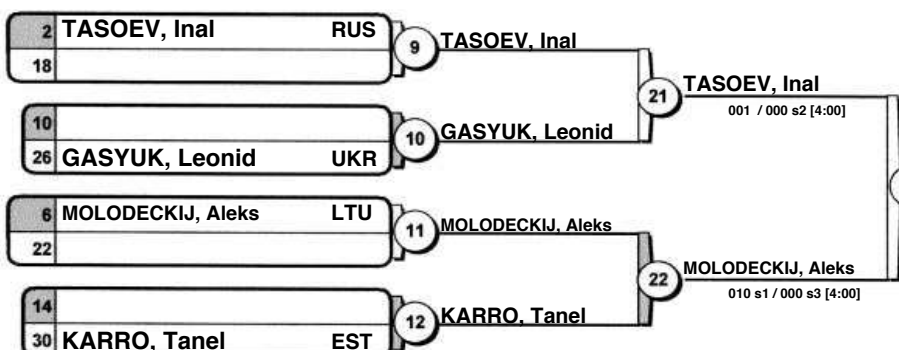 2 TASOEV, Inal RUS
18
9 TASOEV, Inal
21 TASOEV, Inal
001 / 000 s2 [4:00]
10
26 GASYUK, Leonid UKR
10 GASYUK, Leonid
6 MOLODECKIJ, Aleks LTU
22
11 MOLODECKIJ, Aleks
22 MOLODECKIJ, Aleks
010 s1 / 000 s3 [4:00]
14
30 KARRO, Tanel EST
12 KARRO, Tanel